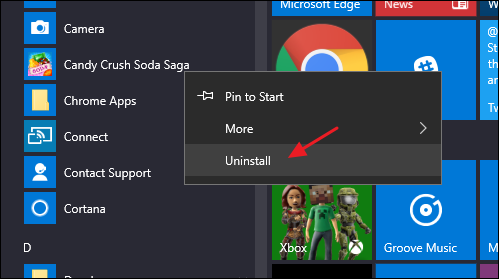 Camera
Candy Crush Soda Saga
Chrome Apps
Connect
Contact Support
Cortana
D
Microsoft Edge
News
Pin to Start
More
Uninstall
Xbox
Groove Music